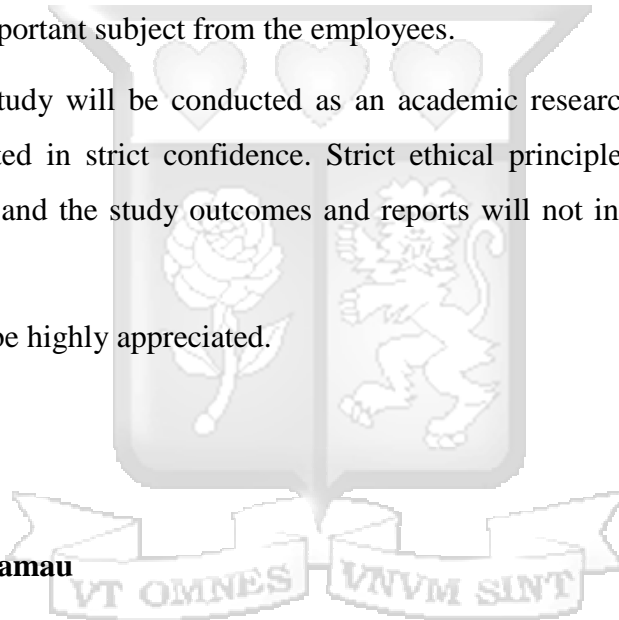 portant subject from the employees.
tudy will be conducted as an academic researc
ted in strict confidence. Strict ethical principle
and the study outcomes and reports will not in
be highly appreciated.
amau
VT OMNES VNVM SINT